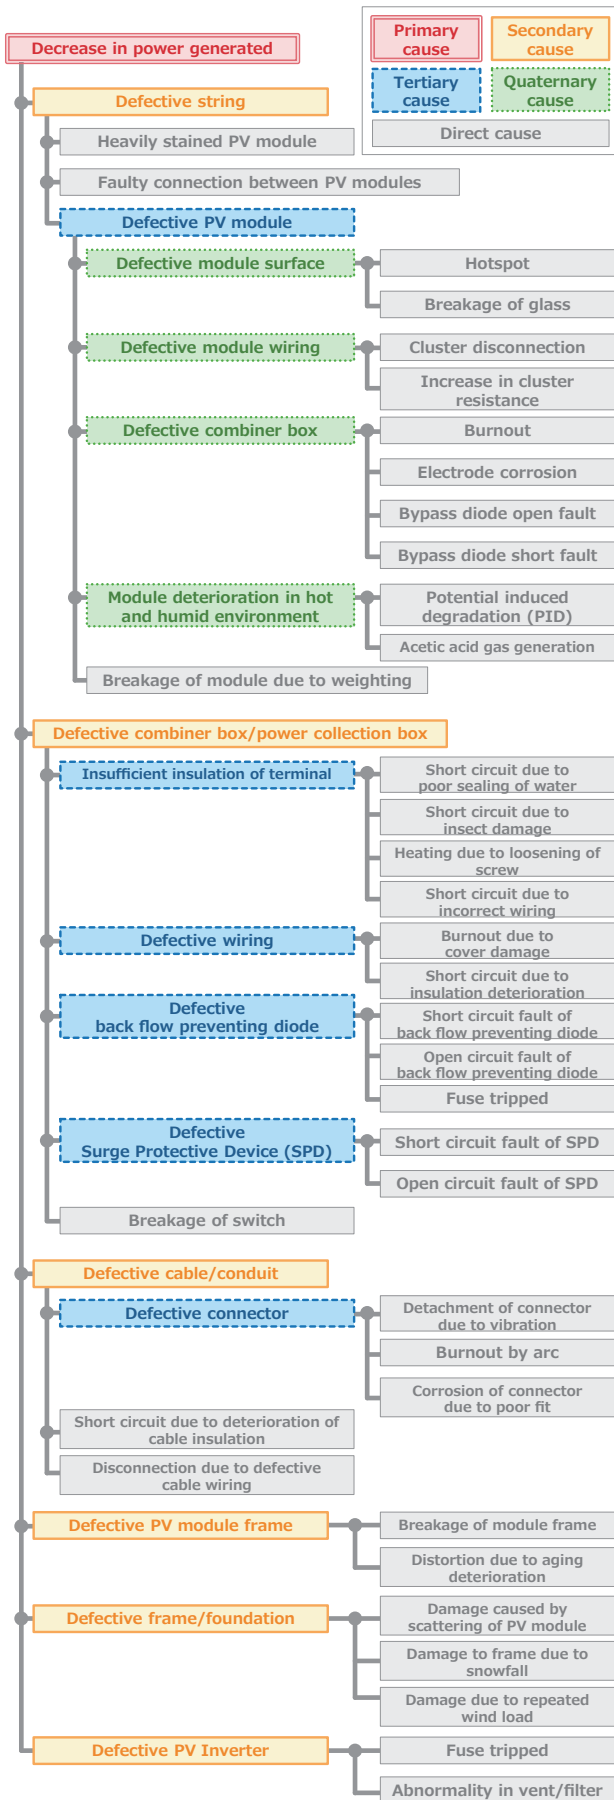 Decrease in power generated
Primary
cause
Secondary
cause
Tertiary
cause
Quaternary
cause
Direct cause
Defective string
Heavily stained PV module
Faulty connection between PV modules
Defective PV module
Defective module surface
Hotspot
Breakage of glass
Defective module wiring
Cluster disconnection
Increase in cluster
resistance
Defective combiner box
Burnout
Electrode corrosion
Bypass diode open fault
Bypass diode short fault
Module deterioration in hot
and humid environment
Potential induced
degradation (PID)
Acetic acid gas generation
Breakage of module due to weighting
Defective combiner box/power collection box
Insufficient insulation of terminal
Short circuit due to
poor sealing of water
Short circuit due to
insect damage
Heating due to loosening of
screw
Short circuit due to
incorrect wiring
Defective wiring
Burnout due to
cover damage
Short circuit due to
insulation deterioration
Defective
back flow preventing diode
Short circuit fault of
back flow preventing diode
Open circuit fault of
back flow preventing diode
Fuse tripped
Defective
Surge Protective Device (SPD)
Short circuit fault of SPD
Open circuit fault of SPD
Breakage of switch
Defective cable/conduit
Defective connector
Detachment of connector
due to vibration
Burnout by arc
Corrosion of connector
due to poor fit
Short circuit due to deterioration of
cable insulation
Disconnection due to defective
cable wiring
Defective PV module frame
Breakage of module frame
Distortion due to aging
deterioration
Defective frame/foundation
Damage caused by
scattering of PV module
Damage to frame due to
snowfall
Damage due to repeated
wind load
Defective PV Inverter
Fuse tripped
Abnormality in vent/filter